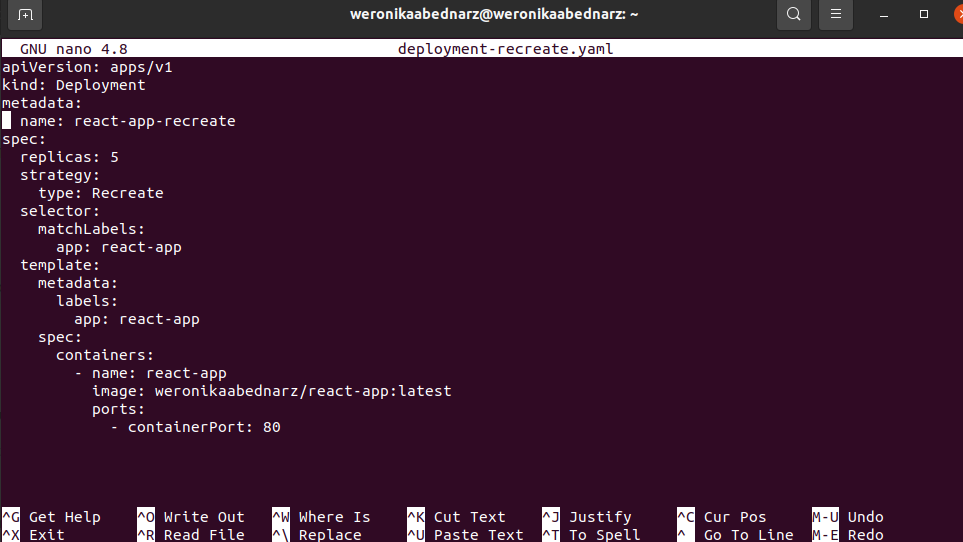 weronikaabednarz@weronikaabednarz: ~
GNU nano 4.8 deployment-recreate.yaml
apiVersion: apps/v1
kind: Deployment
metadata:
  name: react-app-recreate
spec:
  replicas: 5
  strategy:
    type: Recreate
  selector:
    matchLabels:
      app: react-app
  template:
    metadata:
      labels:
        app: react-app
    spec:
      containers:
        - name: react-app
          image: weronikaabednarz/react-app:latest
          ports:
            - containerPort: 80
^G Get Help ^O Write Out ^W Where Is ^K Cut Text ^J Justify ^C Cur Pos M-U Undo
^X Exit ^R Read File ^\ Replace ^U Paste Text ^T To Spell ^_ Go To Line M-E Redo